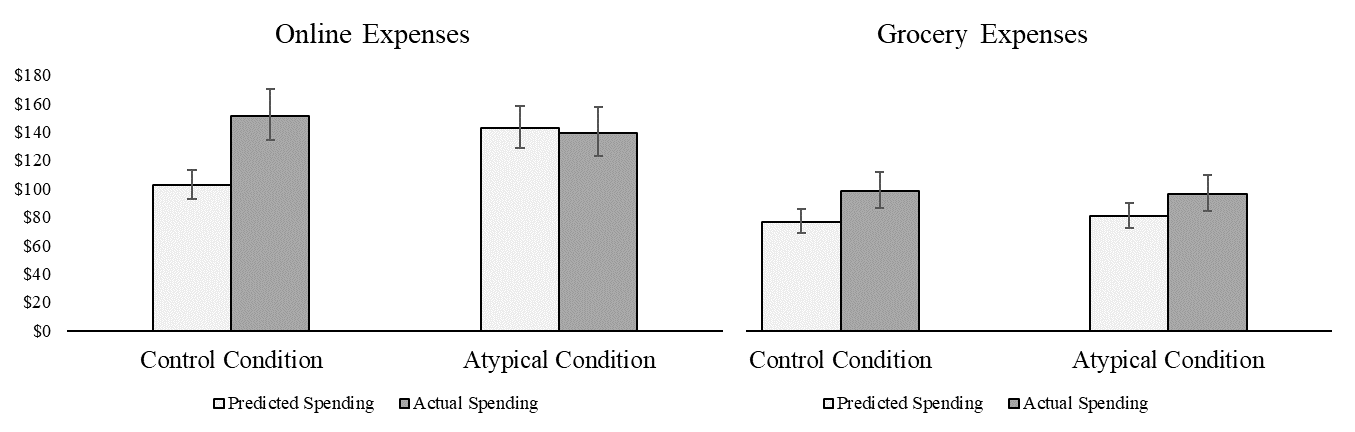 Online Expenses
Grocery Expenses
$180
$160
$140
$120
$100
$80
$60
$40
$20
$0
Control Condition
Atypical Condition
Control Condition
Atypical Condition
Predicted Spending
Actual Spending
Predicted Spending
Actual Spending